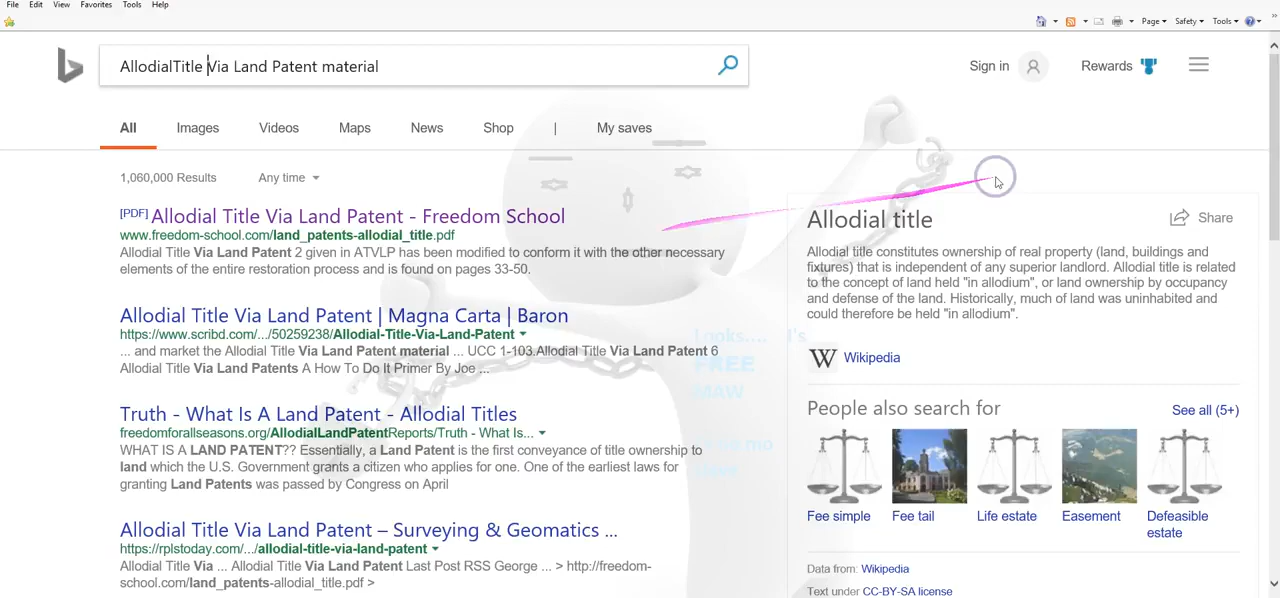 File Edit View Favorites Tools Help
Page Safety Tools
AllodialTitle Via Land Patent material
Sign in Rewards
All Images Videos Maps News Shop | My saves
1,060,000 Results Any time
[PDF] Allodial Title Via Land Patent - Freedom School
www.freedom-school.com/land_patents-allodial_title.pdf
Allodial Title Via Land Patent 2 given in ATVLP has been modified to conform it with the other necessary
elements of the entire restoration process and is found on pages 33-50.
Allodial Title Via Land Patent | Magna Carta | Baron
https://www.scribd.com/.../50259238/Allodial-Title-Via-Land-Patent
... and market the Allodial Title Via Land Patent material ... UCC 1-103.Allodial Title Via Land Patent 6
Allodial Title Via Land Patents A How To Do It Primer By Joe ...
Truth - What Is A Land Patent - Allodial Titles
freedomforallseasons.org/AllodialLandPatentReports/Truth - What Is...
WHAT IS A LAND PATENT?? Essentially, a Land Patent is the first conveyance of title ownership to
land which the U.S. Government grants a citizen who applies for one. One of the earliest laws for
granting Land Patents was passed by Congress on April
Allodial Title Via Land Patent – Surveying & Geomatics ...
https://rplstoday.com/.../allodial-title-via-land-patent
Allodial Title Via ... Allodial Title Via Land Patent Last Post RSS George ... > http://freedom-
school.com/land_patents-allodial_title.pdf >
Allodial title
Share
Allodial title constitutes ownership of real property (land, buildings and
fixtures) that is independent of any superior landlord. Allodial title is related
to the concept of land held "in allodium", or land ownership by occupancy
and defense of the land. Historically, much of land was uninhabited and
could therefore be held "in allodium".
W Wikipedia
People also search for
See all (5+)
Fee simple Fee tail Life estate Easement Defeasible
estate
Data from: Wikipedia
Text under CC-BY-SA license
Looks.... I's
FREE
MAW